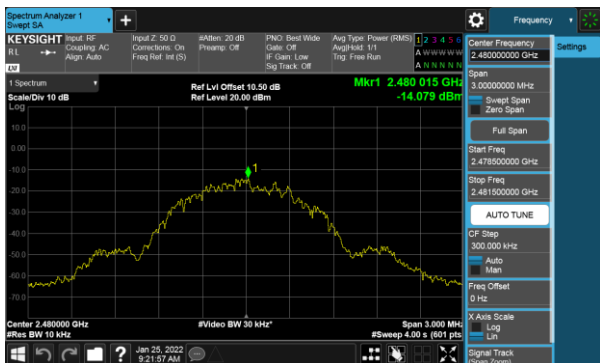 Spectrum Analyzer 1
Swept SA
Frequency
KEYSIGHT
RL
Input: RF
Coupling: AC
Align: Auto
Input Z: 50 Ω
Corrections: On
Freq Ref: Int (S)
#Atten: 20 dB
Preamp: Off
PNO: Best Wide
Gate: Off
IF Gain: Low
Sig Track: Off
Avg Type: Power (RMS)
Avg|Hold: 1/1
Trig: Free Run
1 2 3 4 5 6
A W W W W W
A N N N N N
LXI
1 Spectrum
Scale/Div 10 dB
Log
Ref Lvl Offset 10.50 dB
Ref Level 20.00 dBm
Mkr1 2.480 015 GHz
-14.079 dBm
10.0
0.00
-10.0
-20.0
-30.0
-40.0
-50.0
-60.0
-70.0
1
Center 2.480000 GHz
#Res BW 10 kHz
#Video BW 30 kHz*
Span 3.000 MHz
#Sweep 4.00 s (601 pts)
Jan 25, 2022
9:21:57 AM
Center Frequency
2.480000000 GHz
Span
3.00000000 MHz
Swept Span
Zero Span
Full Span
Start Freq
2.478500000 GHz
Stop Freq
2.481500000 GHz
AUTO TUNE
CF Step
300.000 kHz
Auto
Man
Freq Offset
0 Hz
X Axis Scale
Log
Lin
Signal Track
(Span Zoom)
Settings